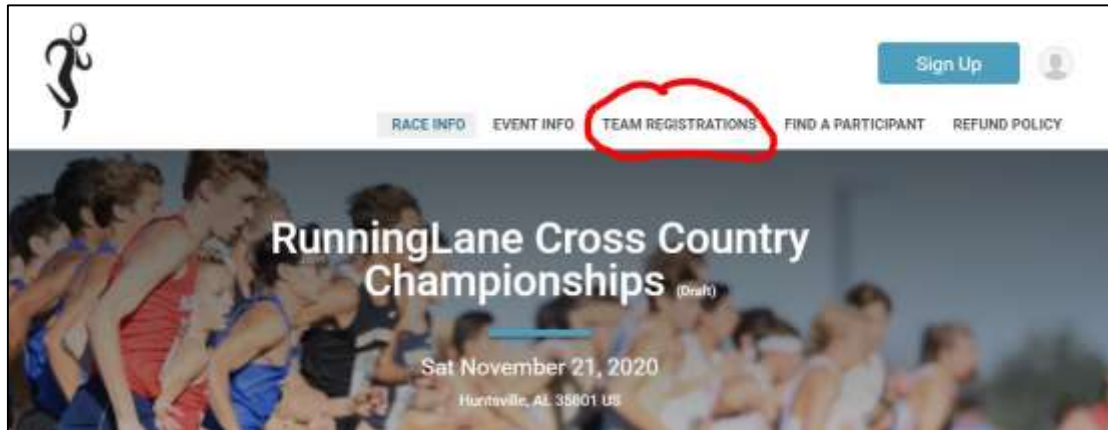 Sign Up
RACE INFO EVENT INFO TEAM REGISTRATIONS FIND A PARTICIPANT REFUND POLICY
RunningLane Cross Country
Championships (Draft)
Sat November 21, 2020
Huntsville, AL 35801 US